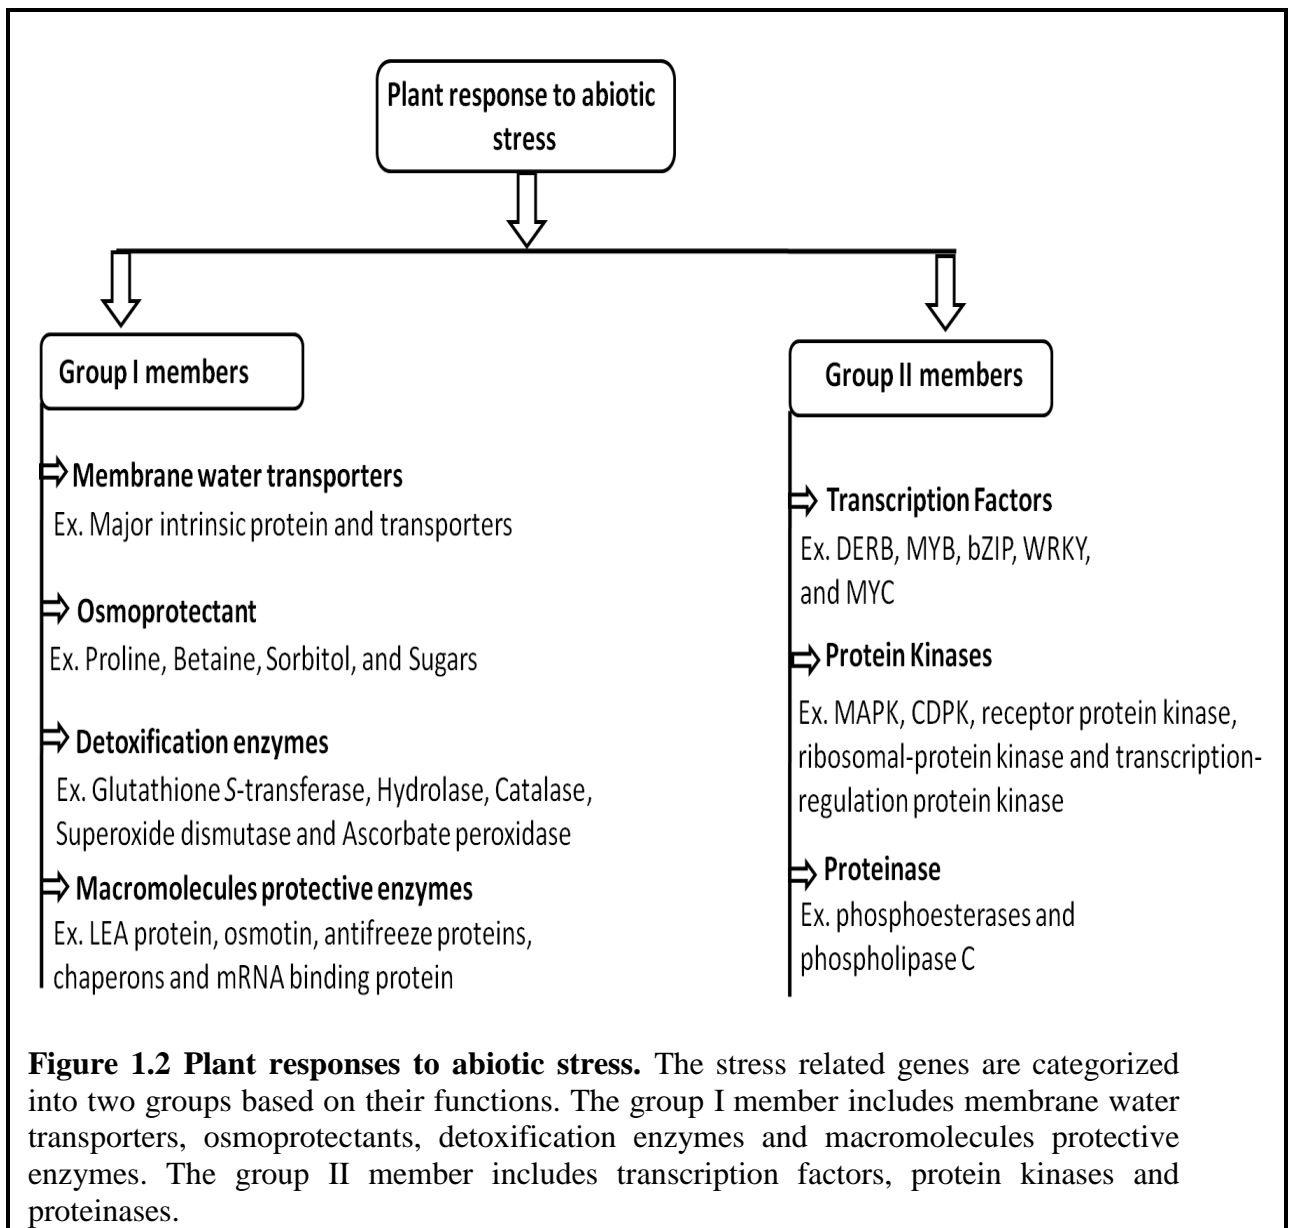 Plant response to abiotic
stress
Group I members
Membrane water transporters
Ex. Major intrinsic protein and transporters
Osmoprotectant
Ex. Proline, Betaine, Sorbitol, and Sugars
Detoxification enzymes
Ex. Glutathione S-transferase, Hydrolase, Catalase,
Superoxide dismutase and Ascorbate peroxidase
Macromolecules protective enzymes
Ex. LEA protein, osmotin, antifreeze proteins,
chaperons and mRNA binding protein
Group II members
Transcription Factors
Ex. DERB, MYB, bZIP, WRKY,
and MYC
Protein Kinases
Ex. MAPK, CDPK, receptor protein kinase,
ribosomal-protein kinase and transcription-
regulation protein kinase
Proteinase
Ex. phosphoesterases and
phospholipase C
Figure 1.2 Plant responses to abiotic stress. The stress related genes are categorized
into two groups based on their functions. The group I member includes membrane water
transporters, osmoprotectants, detoxification enzymes and macromolecules protective
enzymes. The group II member includes transcription factors, protein kinases and
proteinases.